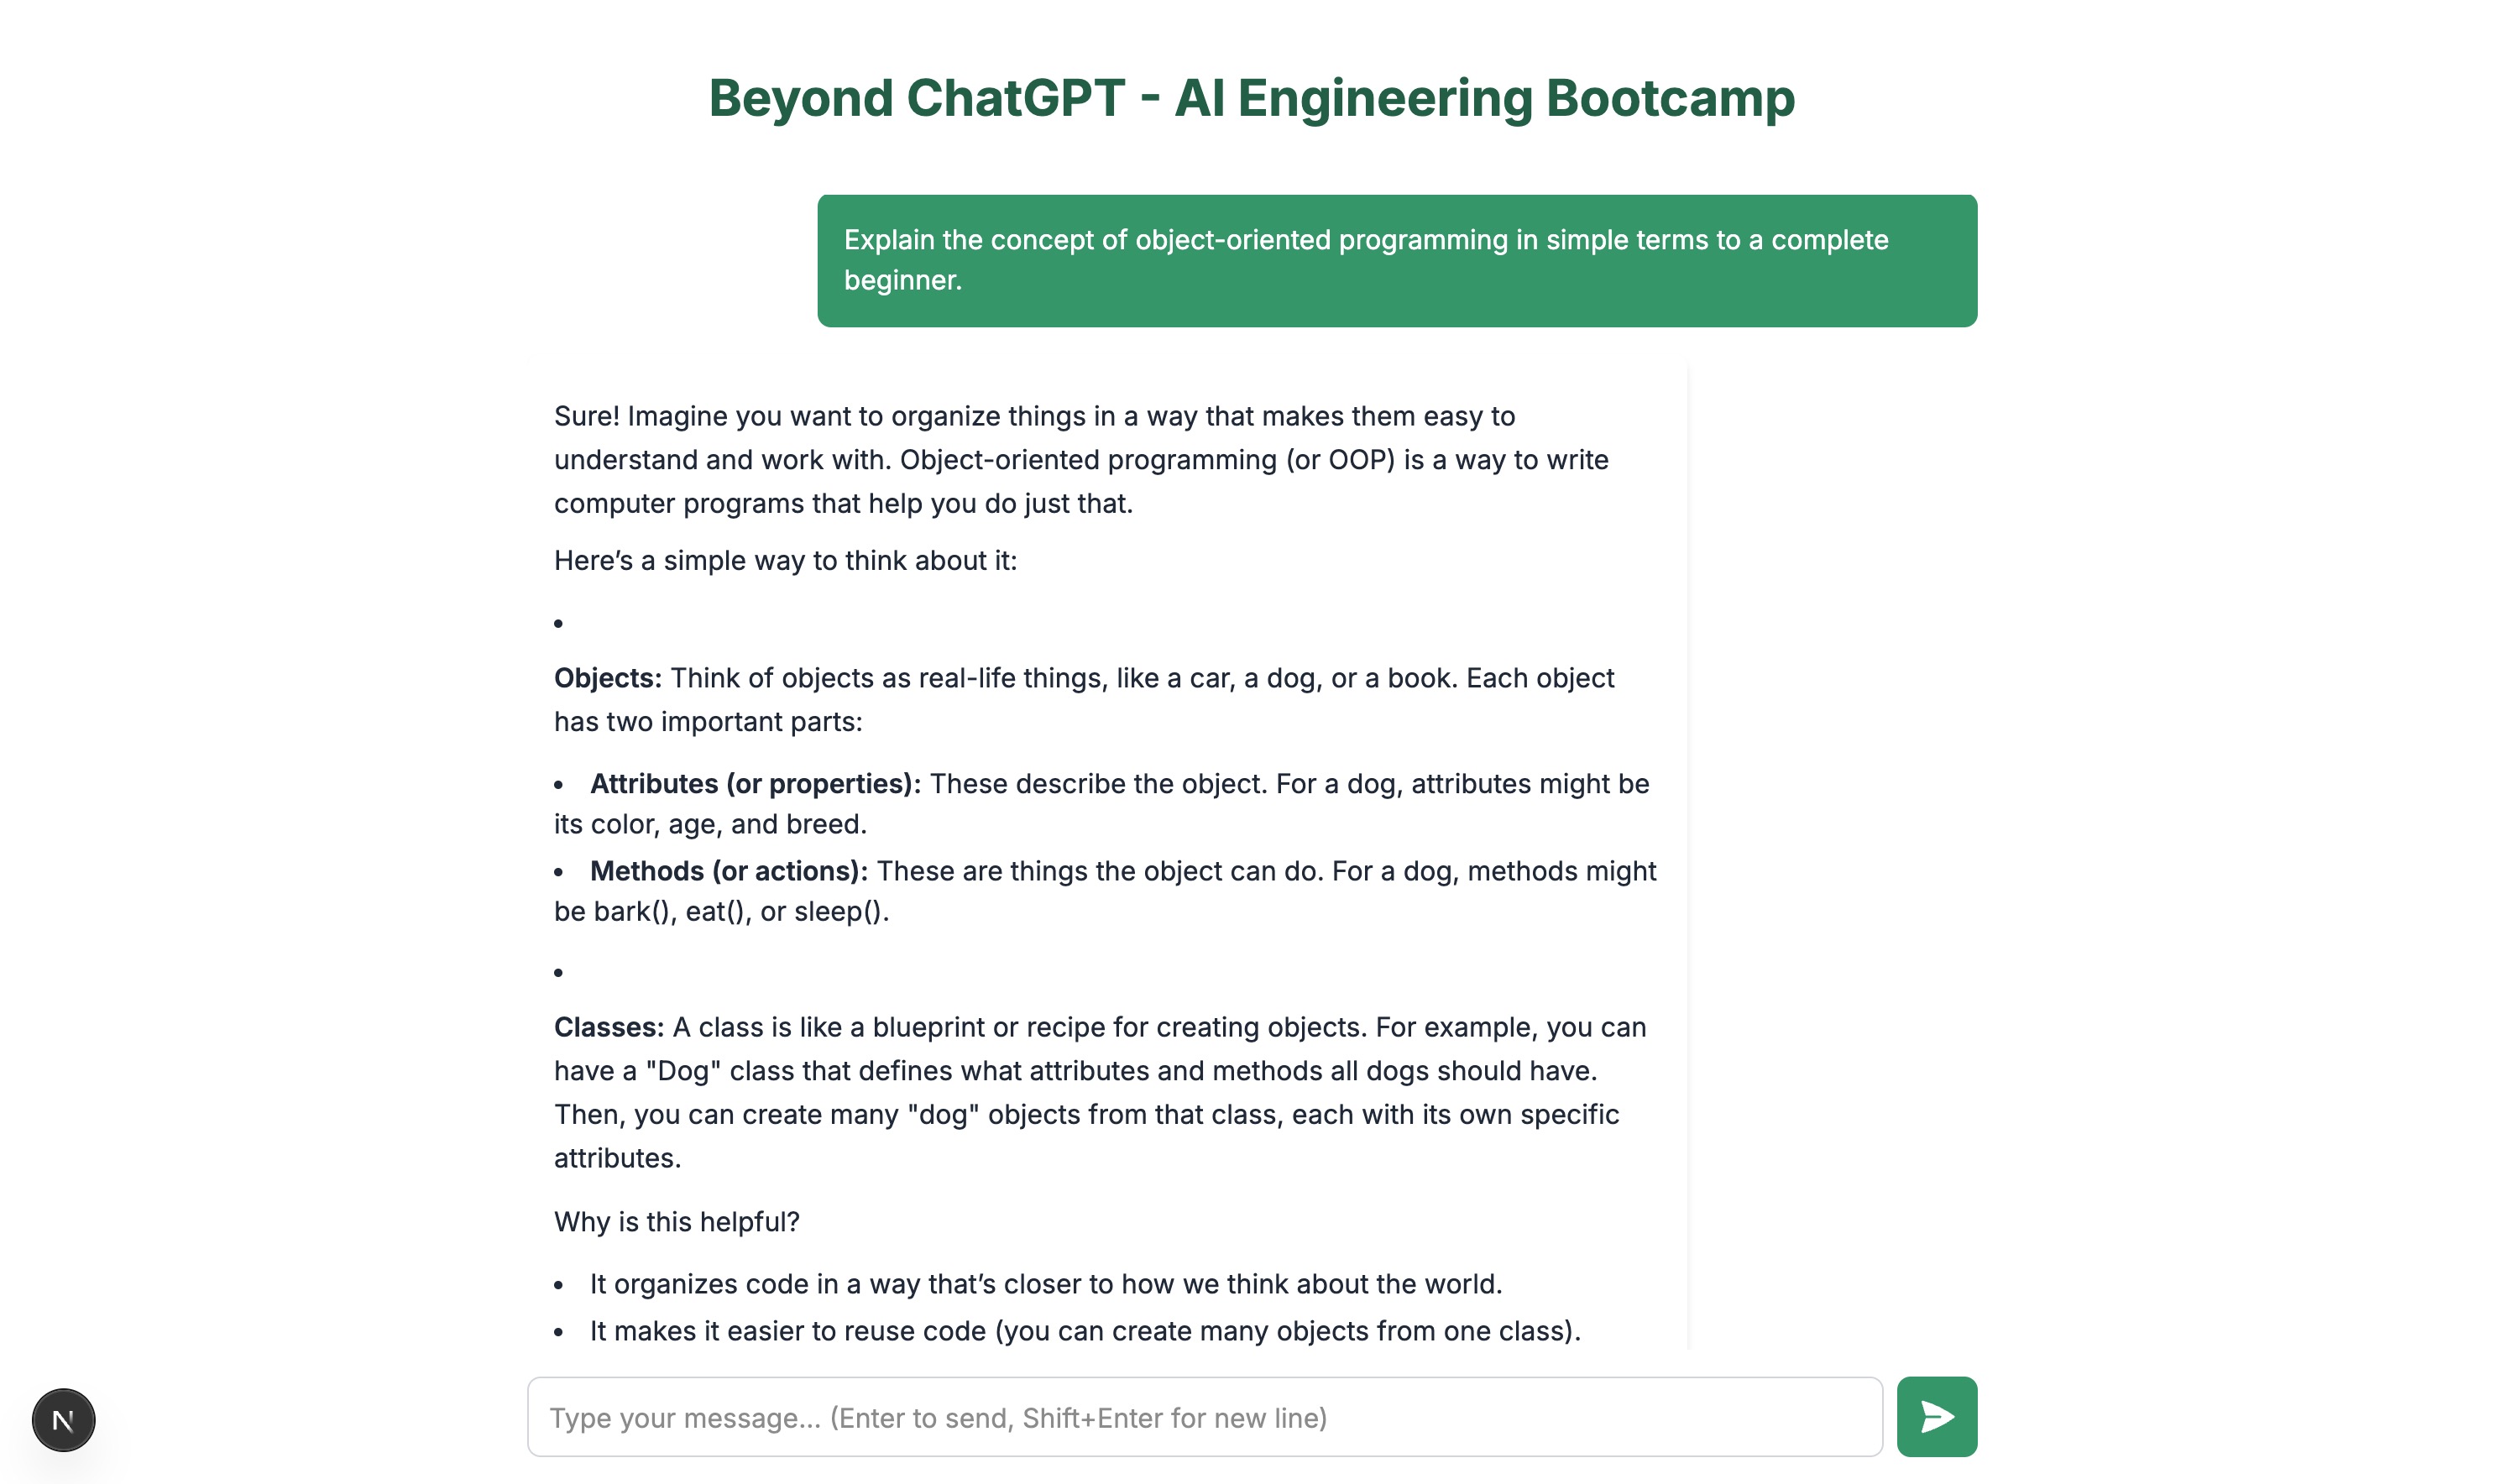 Beyond ChatGPT - AI Engineering Bootcamp
Explain the concept of object-oriented programming in simple terms to a complete
beginner.
Sure! Imagine you want to organize things in a way that makes them easy to
understand and work with. Object-oriented programming (or OOP) is a way to write
computer programs that help you do just that.
Here’s a simple way to think about it:
•
Objects: Think of objects as real-life things, like a car, a dog, or a book. Each object
has two important parts:
• Attributes (or properties): These describe the object. For a dog, attributes might be
its color, age, and breed.
• Methods (or actions): These are things the object can do. For a dog, methods might
be bark(), eat(), or sleep().
•
Classes: A class is like a blueprint or recipe for creating objects. For example, you can
have a "Dog" class that defines what attributes and methods all dogs should have.
Then, you can create many "dog" objects from that class, each with its own specific
attributes.
Why is this helpful?
• It organizes code in a way that’s closer to how we think about the world.
• It makes it easier to reuse code (you can create many objects from one class).
Type your message... (Enter to send, Shift+Enter for new line)
N